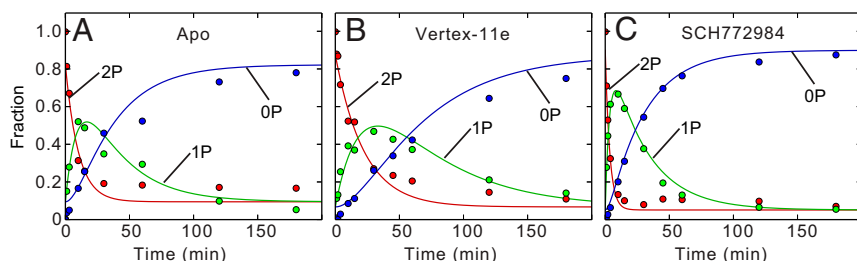 A Apo
B Vertex-11e
C SCH772984
Fraction
1.0
0.8
0.6
0.4
0.2
0
2P
0P
1P
2P
0P
1P
2P
0P
1P
0 50 100 150
0 50 100 150
0 50 100 150
Time (min)
Time (min)
Time (min)